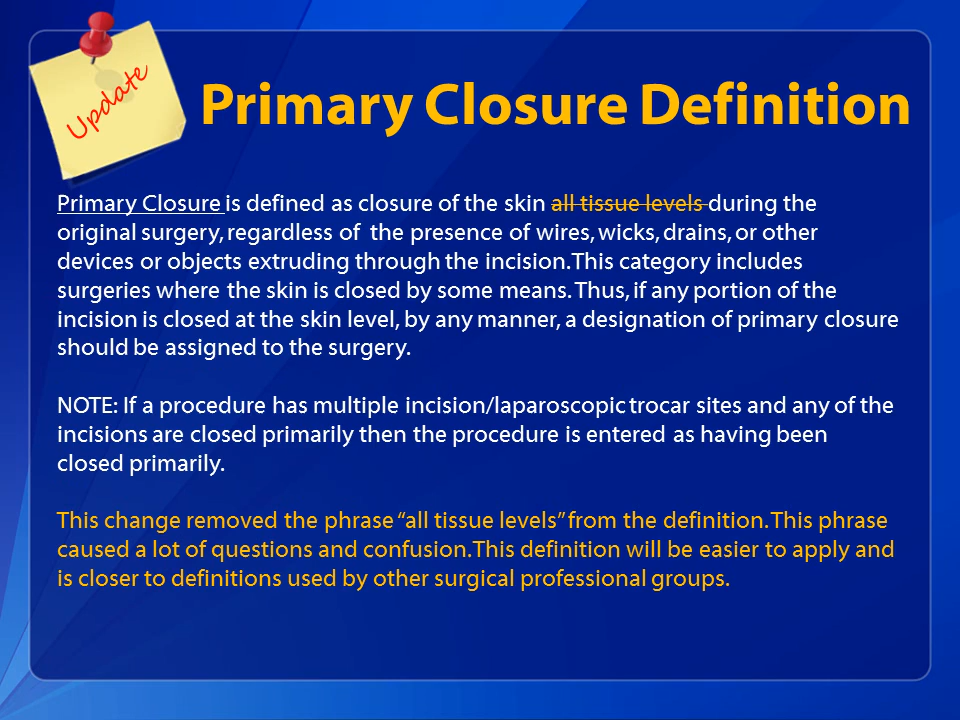 Update
Primary Closure Definition
Primary Closure is defined as closure of the skin all tissue levels during the
original surgery, regardless of the presence of wires, wicks, drains, or other
devices or objects extruding through the incision.This category includes
surgeries where the skin is closed by some means. Thus, if any portion of the
incision is closed at the skin level, by any manner, a designation of primary closure
should be assigned to the surgery.
NOTE: If a procedure has multiple incision/laparoscopic trocar sites and any of the
incisions are closed primarily then the procedure is entered as having been
closed primarily.
This change removed the phrase “all tissue levels” from the definition. This phrase
caused a lot of questions and confusion.This definition will be easier to apply and
is closer to definitions used by other surgical professional groups.